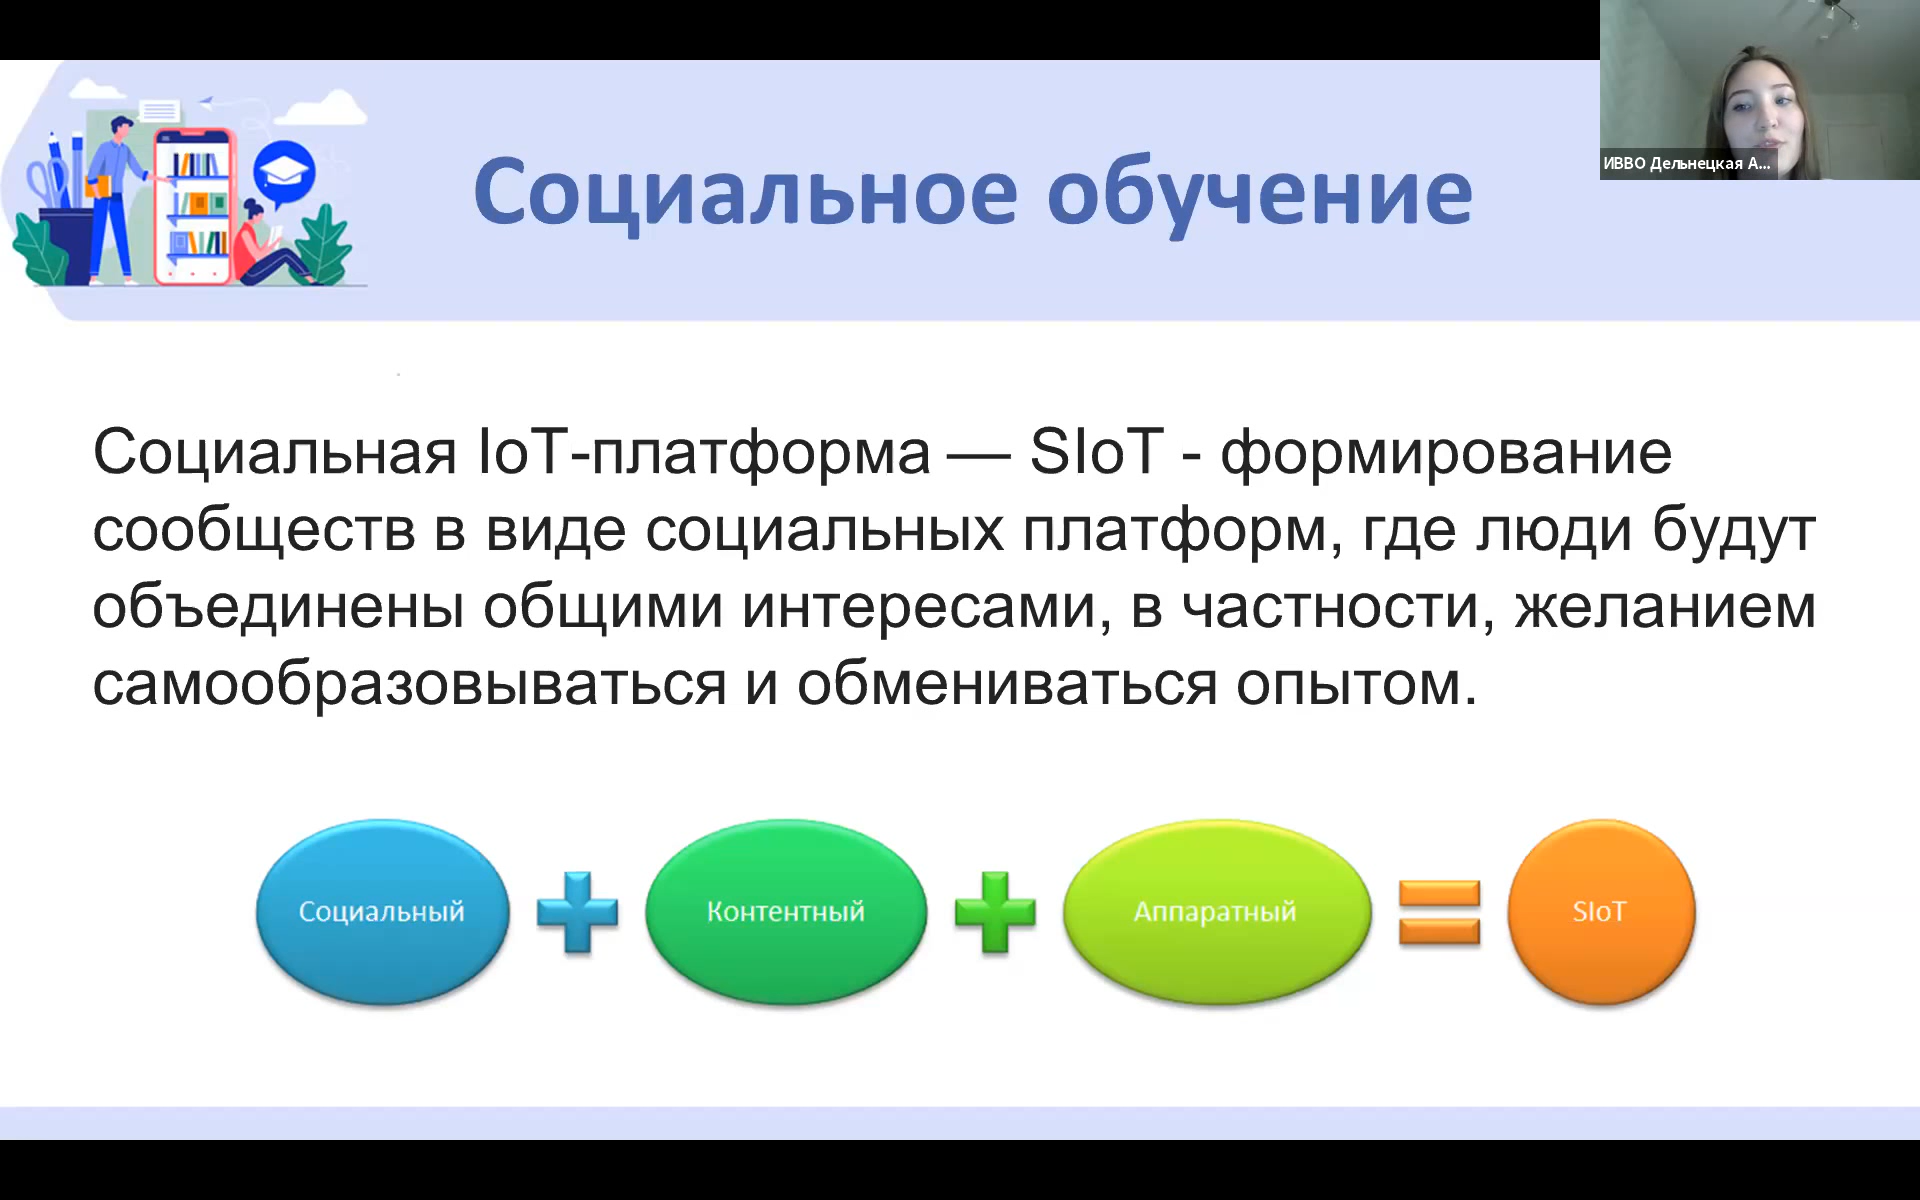 Социальное обучение
ИВВО Дельнецкая А...
Социальная IoT-платформа — SIoT - формирование
сообществ в виде социальных платформ, где люди будут
объединены общими интересами, в частности, желанием
самообразовываться и обмениваться опытом.
Социальный
Контентный
Аппаратный
SIoT